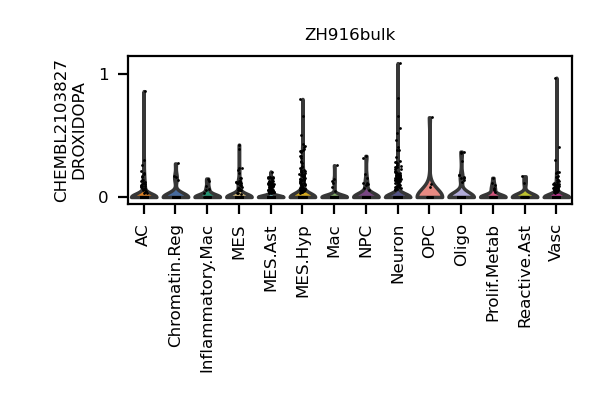 ZH916bulk
CHEMBL2103827
DROXIDOPA
1
0
AC
Chromatin.Reg
Inflammatory.Mac
MES
MES.Ast
MES.Hyp
Mac
NPC
Neuron
OPC
Oligo
Prolif.Metab
Reactive.Ast
Vasc